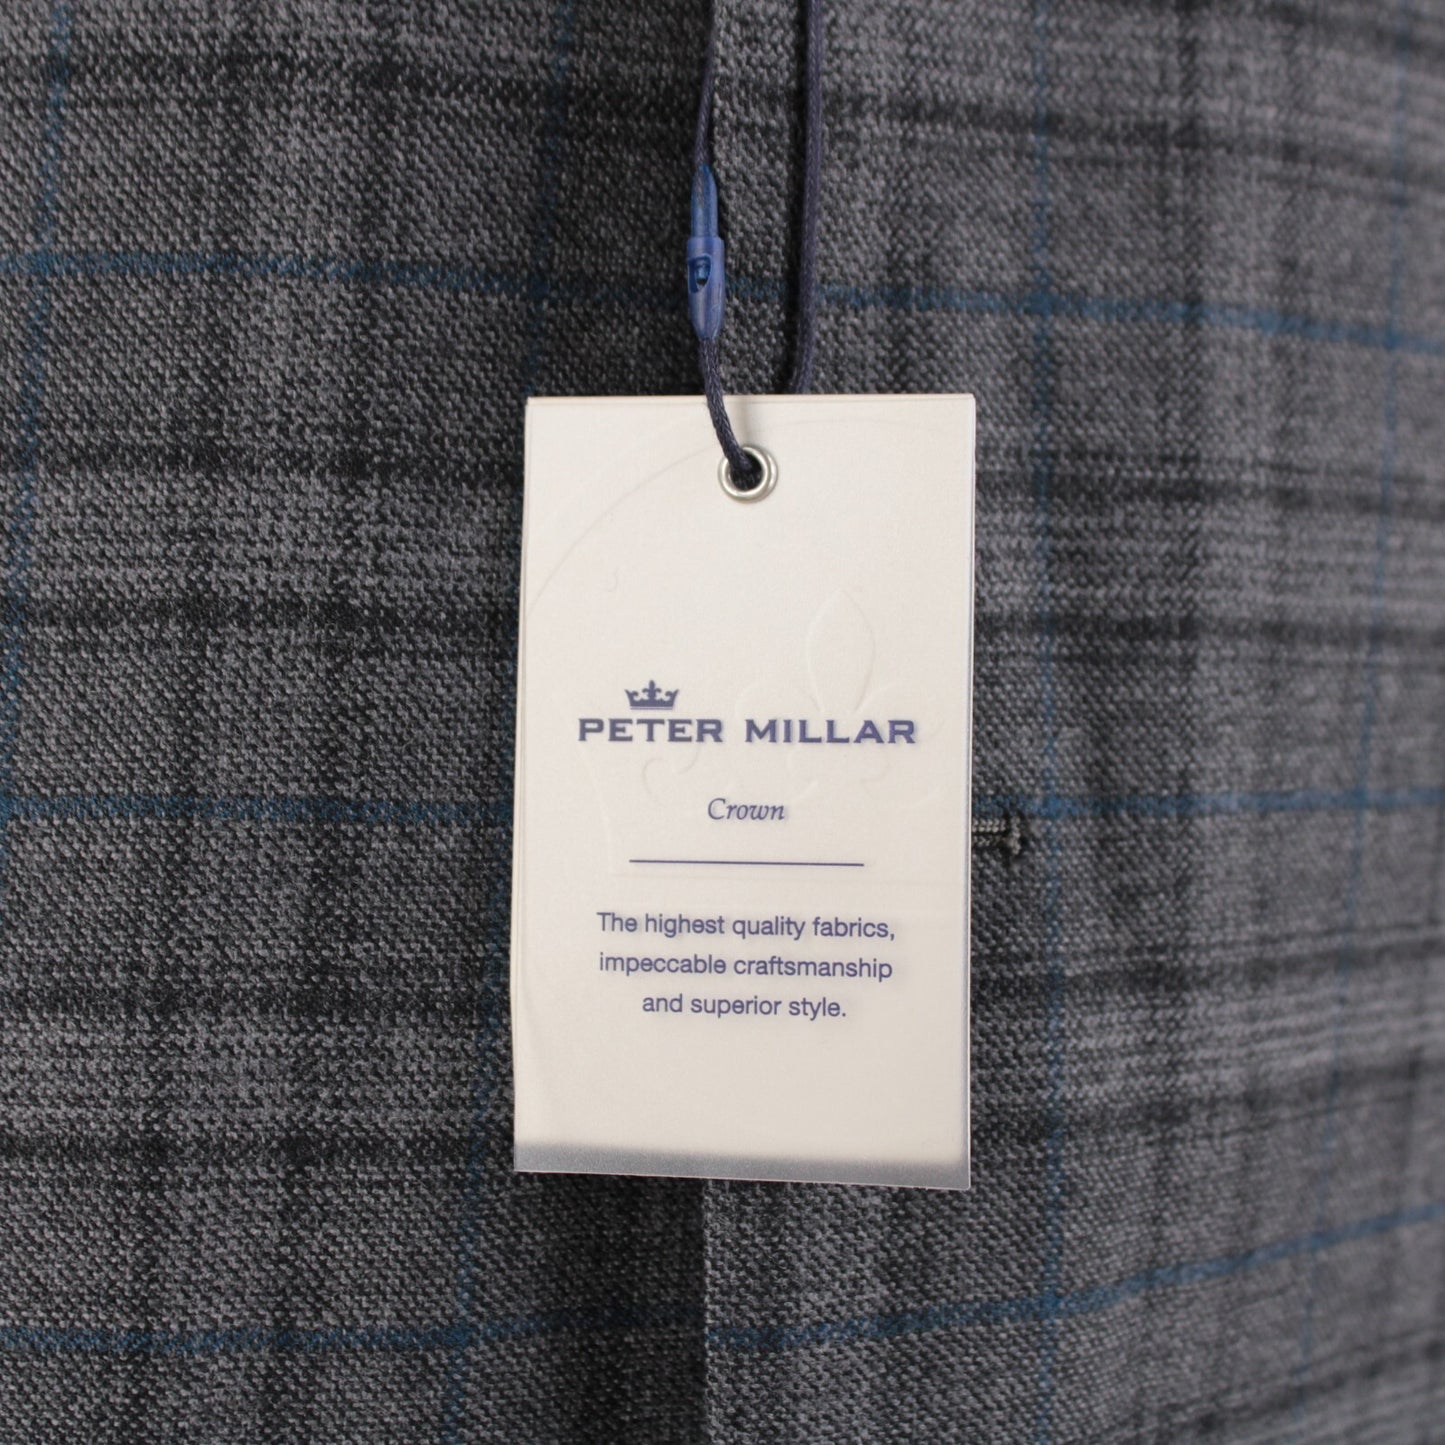 PETER MILLAR
Crown
The highest quality fabrics,
impeccable craftsmanship
and superior style.